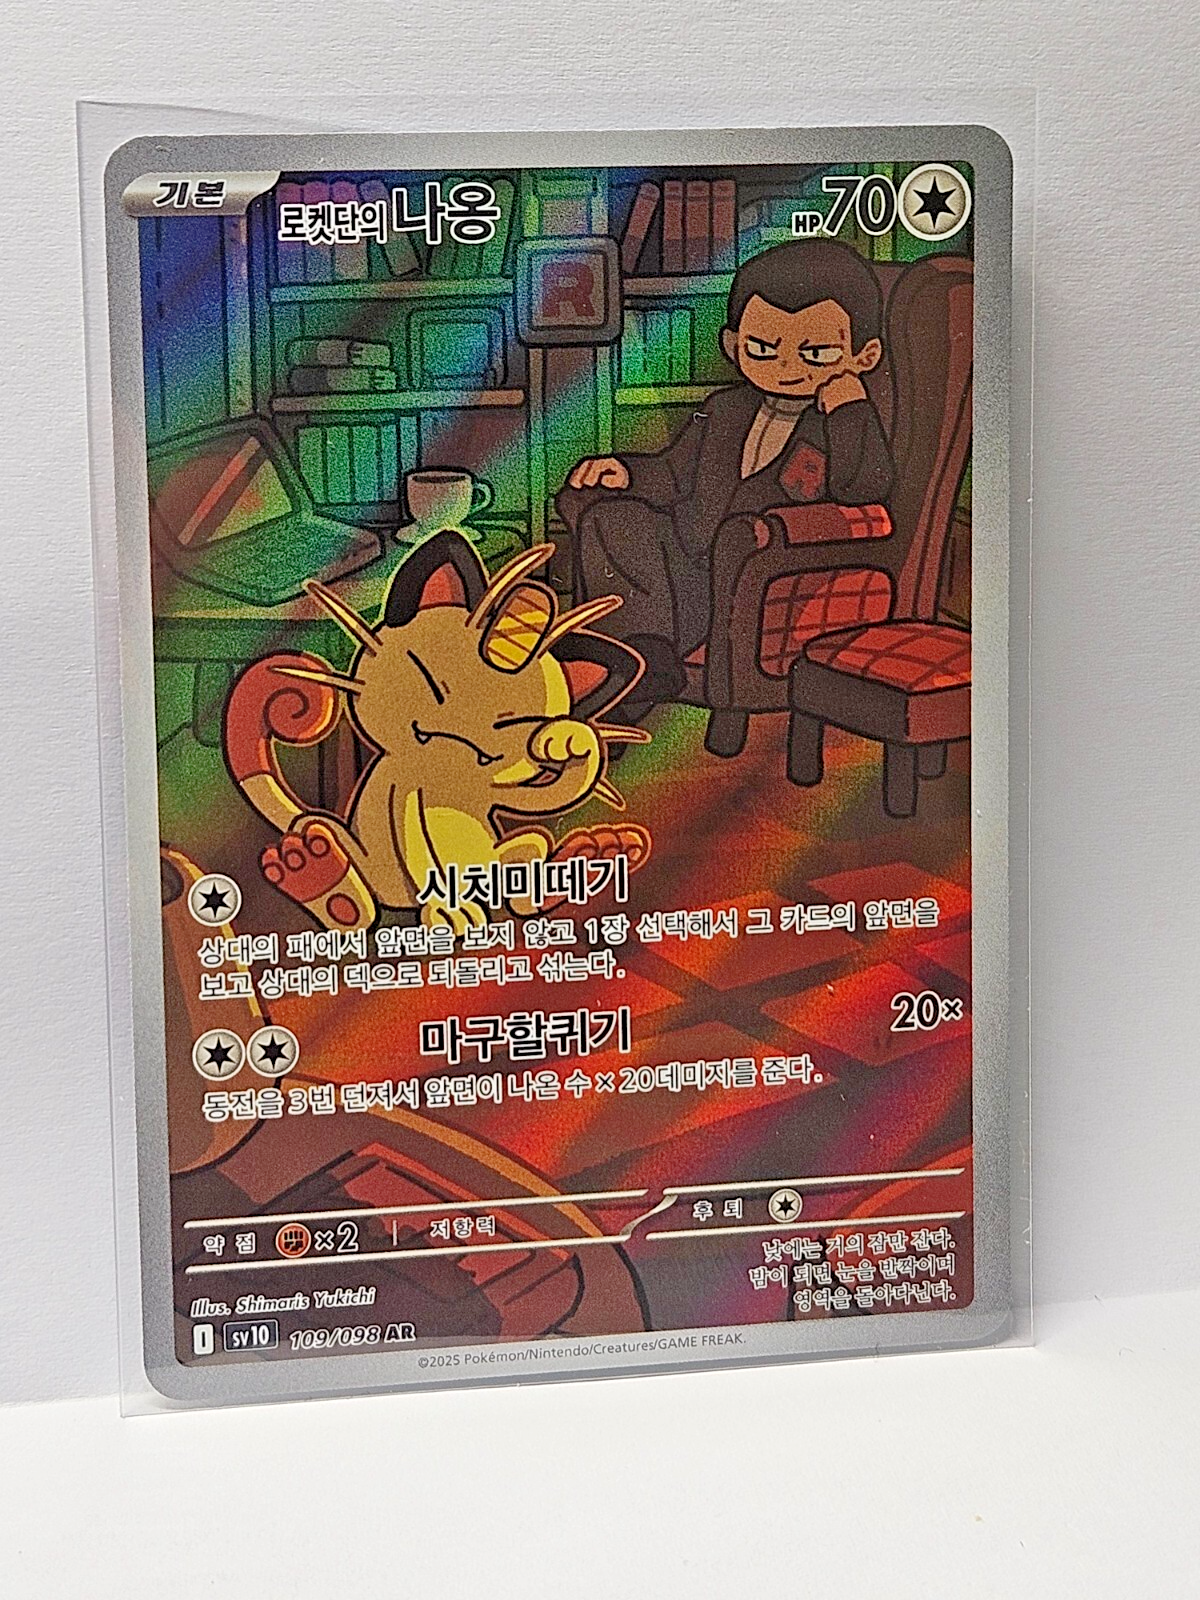 기본
로켓단의 나옹
HP 70
R
R
시치미떼기
상대의 패에서 앞면을 보지 않고 1장 선택해서 그 카드의 앞면을
보고 상대의 덱으로 되돌리고 섞는다.
마구할퀴기 20×
동전을 3번 던져서 앞면이 나온 수 × 20데미지를 준다.
약점 ×2 | 저항력 후퇴
낮에는 거의 잠만 잔다.
밤이 되면 눈을 반짝이며
영역을 돌아다닌다.
Illus. Shimaris Yukichi
I sv10 109/098 AR
©2025 Pokémon/Nintendo/Creatures/GAME FREAK.